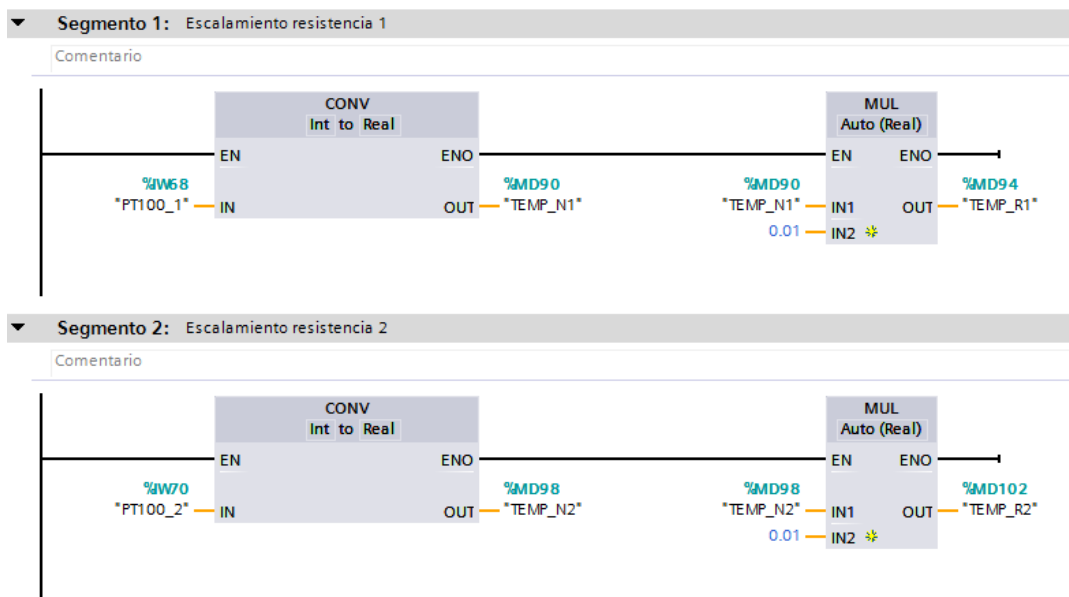 Segmento 1: Escalamiento resistencia 1
Comentario
CONV
Int to Real
MUL
Auto (Real)
EN ENO EN ENO
%IW68 %MD90 %MD90 %MD94
"PT100_1" IN OUT "TEMP_N1" "TEMP_N1" IN1 OUT "TEMP_R1"
0.01 IN2
Segmento 2: Escalamiento resistencia 2
Comentario
CONV
Int to Real
MUL
Auto (Real)
EN ENO EN ENO
%IW70 %MD98 %MD98 %MD102
"PT100_2" IN OUT "TEMP_N2" "TEMP_N2" IN1 OUT "TEMP_R2"
0.01 IN2